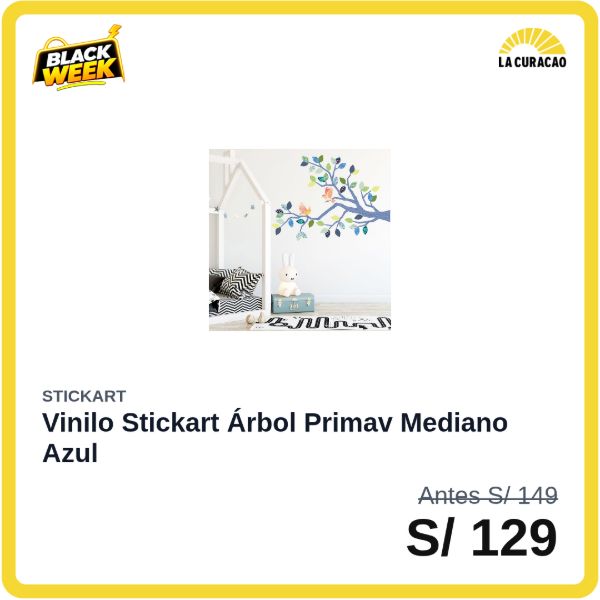 BLACK
WEEK
LA CURACAO
STICKART
Vinilo Stickart Árbol Primav Mediano
Azul
Antes S/ 149
S/ 129